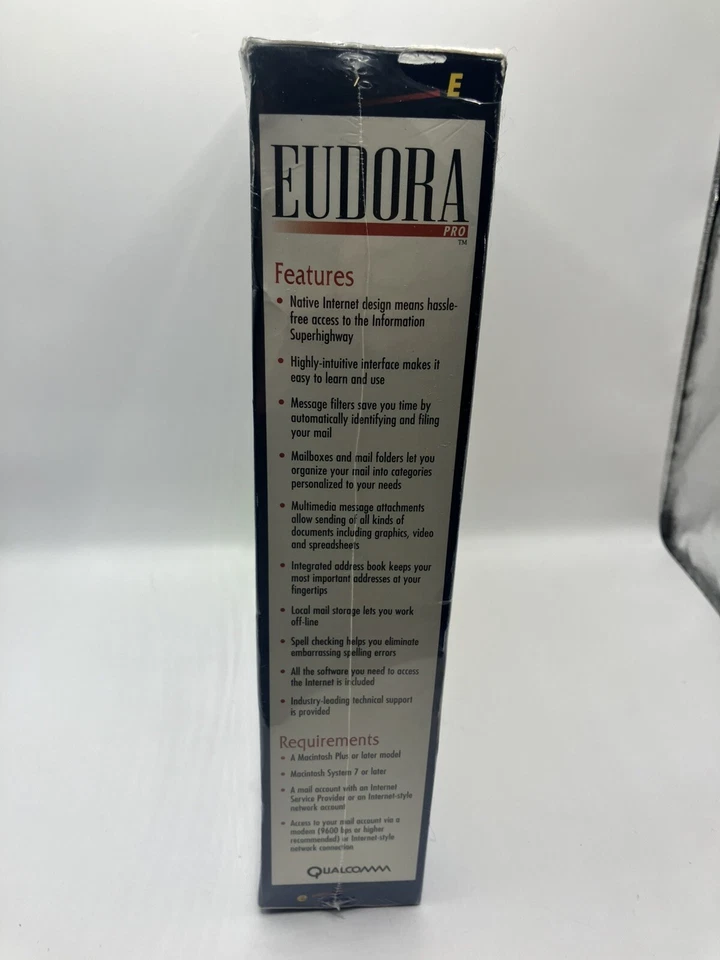 E
EUDORA
PRO
TM
Features
• Native Internet design means hassle-
free access to the Information
Superhighway
• Highly-intuitive interface makes it
easy to learn and use
• Message filters save you time by
automatically identifying and filing
your mail
• Mailboxes and mail folders let you
organize your mail into categories
personalized to your needs
• Multimedia message attachments
allow sending of all kinds of
documents including graphics, video
and spreadsheets
• Integrated address book keeps your
most important addresses at your
fingertips
• Local mail storage lets you work
off-line
• Spell checking helps you eliminate
embarrassing spelling errors
• All the software you need to access
the Internet is included
• Industry-leading technical support
is provided
Requirements
• A Macintosh Plus or later model
• Macintosh System 7 or later
• A mail account with an Internet
Service Provider or an Internet-style
network account
• Access to your mail account via a
modem (9600 bps or higher
recommended) or Internet-style
network connection
QUALCOMM
e